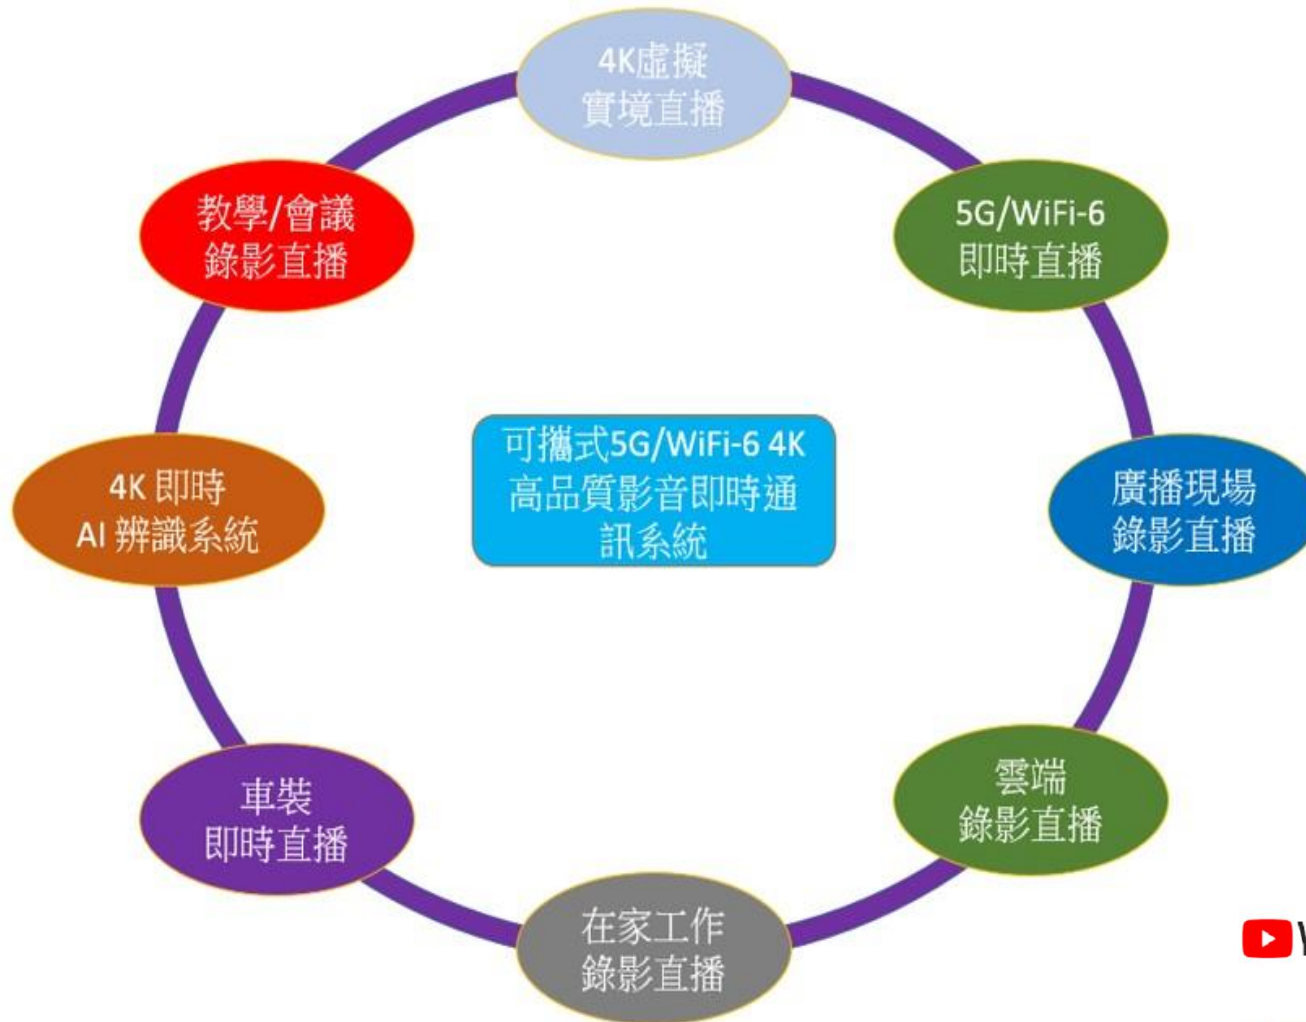 4K虛擬
實境直播
5G/WiFi-6
即時直播
廣播現場
錄影直播
雲端
錄影直播
在家工作
錄影直播
車裝
即時直播
4K 即時
AI 辨識系統
教學/會議
錄影直播
可攜式5G/WiFi-6 4K
高品質影音即時通
訊系統